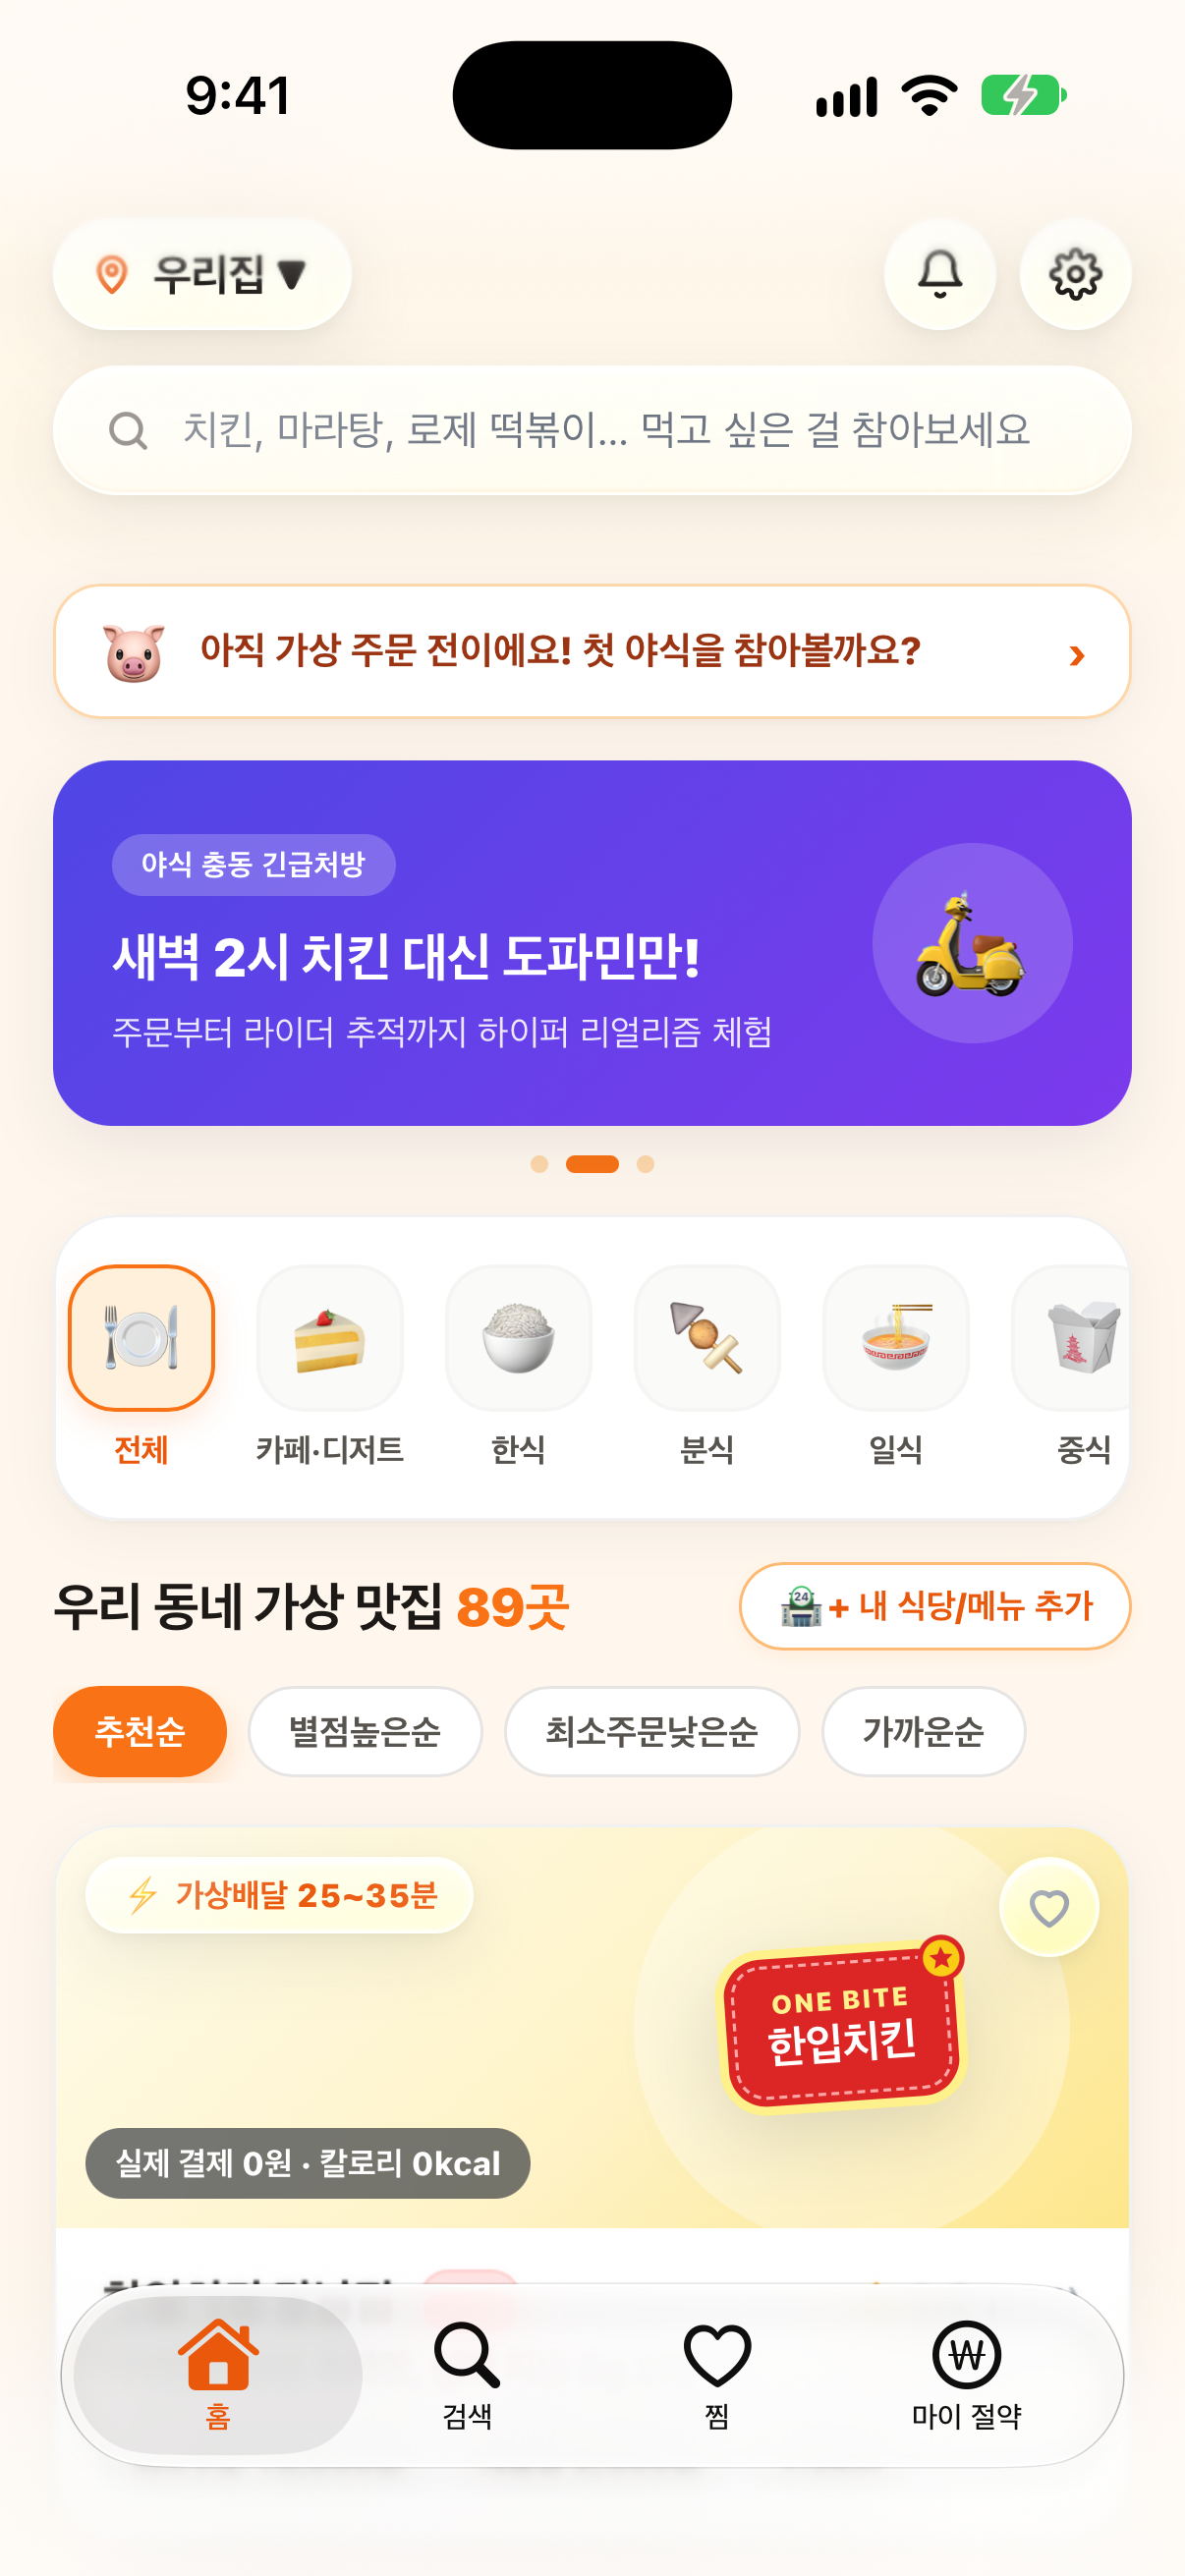 9:41
우리집 ▼
치킨, 마라탕, 로제 떡볶이... 먹고 싶은 걸 참아보세요
아직 가상 주문 전이에요! 첫 야식을 참아볼까요?
야식 충동 긴급처방
새벽 2시 치킨 대신 도파민만!
주문부터 라이더 추적까지 하이퍼 리얼리즘 체험
전체
카페·디저트
한식
분식
일식
중식
우리 동네 가상 맛집 89곳
24
+ 내 식당/메뉴 추가
추천순
별점높은순
최소주문낮은순
가까운순
가상배달 25~35분
ONE BITE
한입치킨
실제 결제 0원 · 칼로리 0kcal
홈
검색
찜
마이 절약